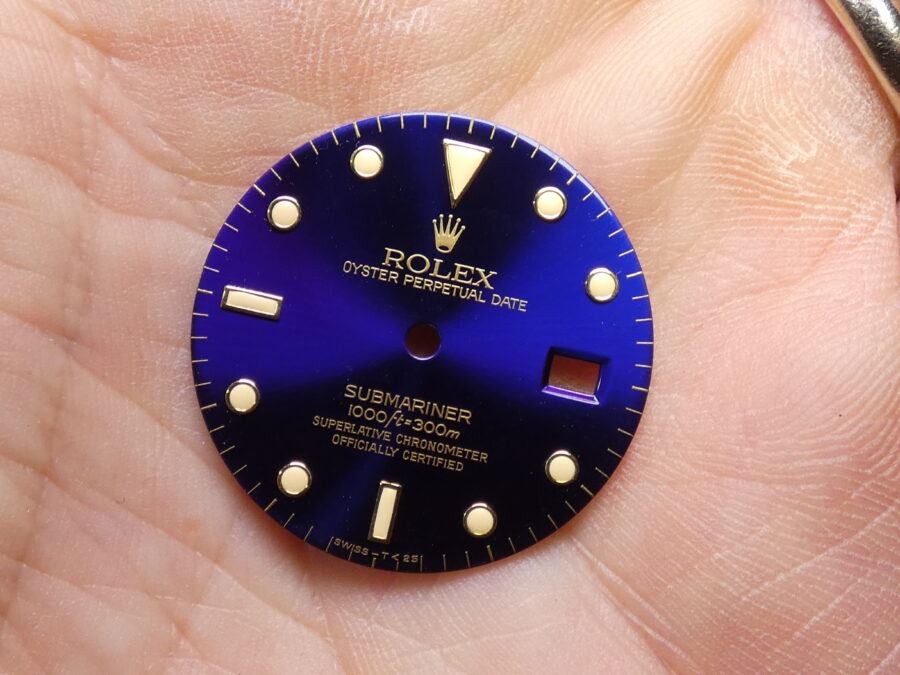 ROLEX
OYSTER PERPETUAL DATE
SUBMARINER
1000ft=300m
SUPERLATIVE CHRONOMETER
OFFICIALLY CERTIFIED
SWISS-T<25